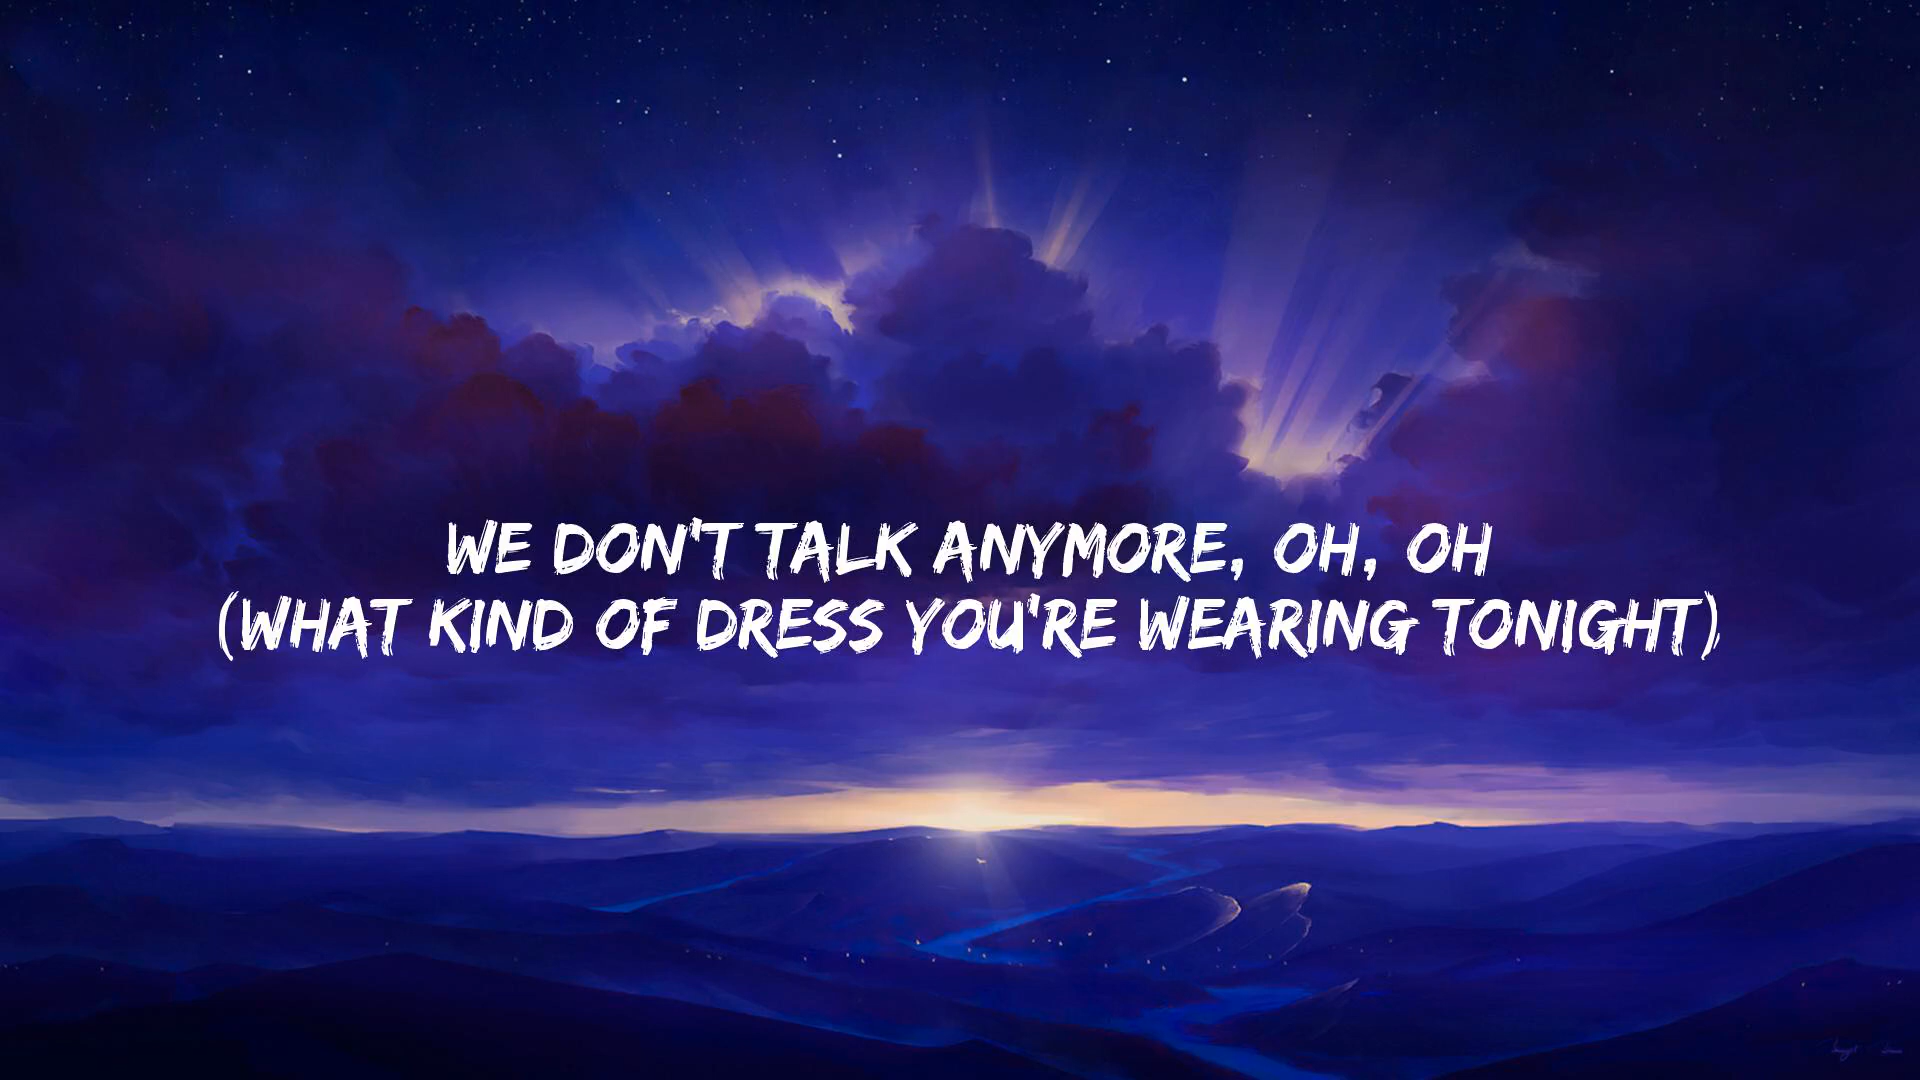 WE DON'T TALK ANYMORE, OH, OH
(WHAT KIND OF DRESS YOU'RE WEARING TONIGHT)